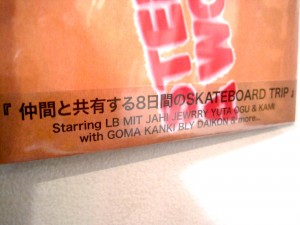 『 仲間と共有する8日間のSKATEBOARD TRIP 』
Starring LB MIT JAHI JEWRRY YUTA OGU & KAMI
with GOMA KANKI BLY DAIKON & more...